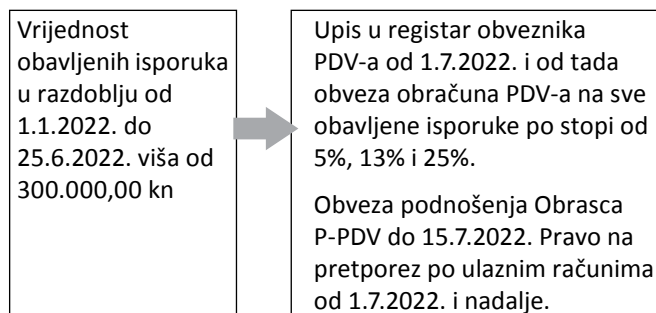 Vrijednost
obavljenih isporuka
u razdoblju od
1.1.2022. do
25.6.2022. viša od
300.000,00 kn
Upis u registar obveznika
PDV-a od 1.7.2022. i od tada
obveza obračuna PDV-a na sve
obavljene isporuke po stopi od
5%, 13% i 25%.
Obveza podnošenja Obrasca
P-PDV do 15.7.2022. Pravo na
pretporez po ulaznim računima
od 1.7.2022. i nadalje.